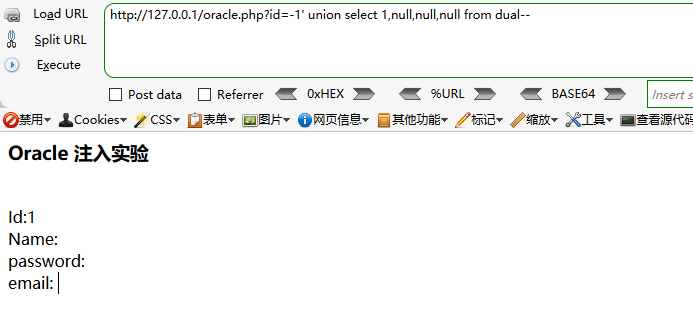 Load URL
http://127.0.0.1/oracle.php?id=-1' union select 1,null,null,null from dual--
Split URL
Execute
Post data Referrer 0xHEX %URL BASE64 Insert s
禁用 Cookies CSS 表单 图片 网页信息 其他功能 标记 缩放 工具 查看源代码
Oracle 注入实验
Id:1
Name:
password:
email: